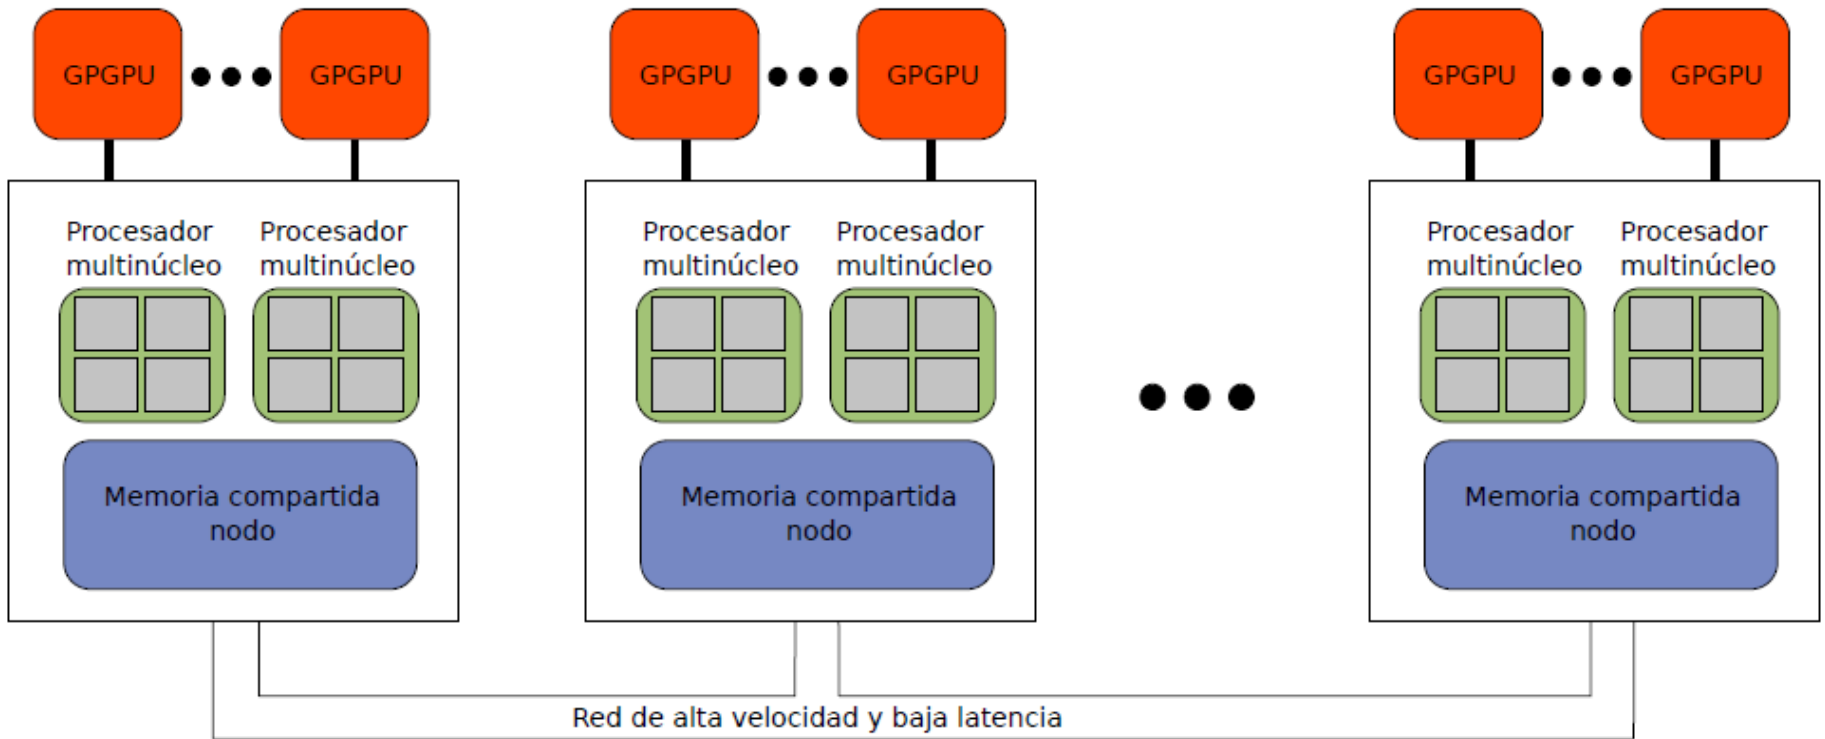 GPGPU
GPGPU
GPGPU
GPGPU
GPGPU
GPGPU
Procesador
multinúcleo
Procesador
multinúcleo
Procesador
multinúcleo
Procesador
multinúcleo
Procesador
multinúcleo
Procesador
multinúcleo
Memoria compartida
nodo
Memoria compartida
nodo
Memoria compartida
nodo
Red de alta velocidad y baja latencia